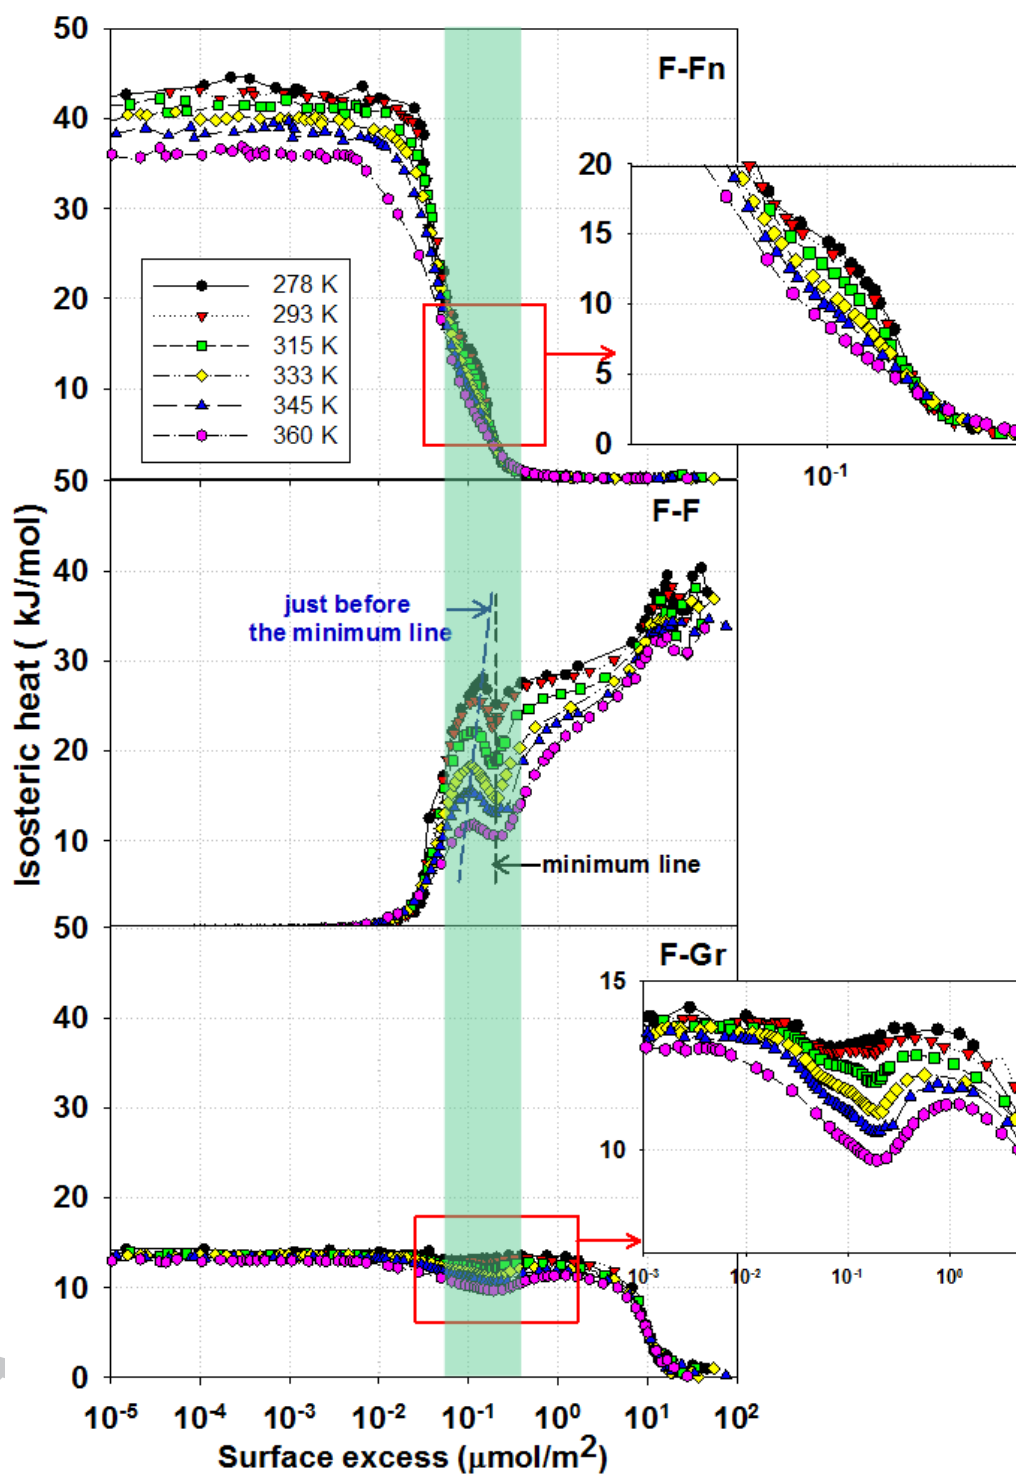 50
F-Fn
40
30
20
10
278 K
293 K
315 K
333 K
345 K
360 K
20
15
10
5
0
10-1
50
F-F
40
30
20
10
just before
the minimum line
minimum line
Isosteric heat ( kJ/mol)
50
F-Gr
40
30
20
10
0
15
10
10-3 10-2 10-1 100
10-5 10-4 10-3 10-2 10-1 100 101 102
Surface excess (μmol/m2)